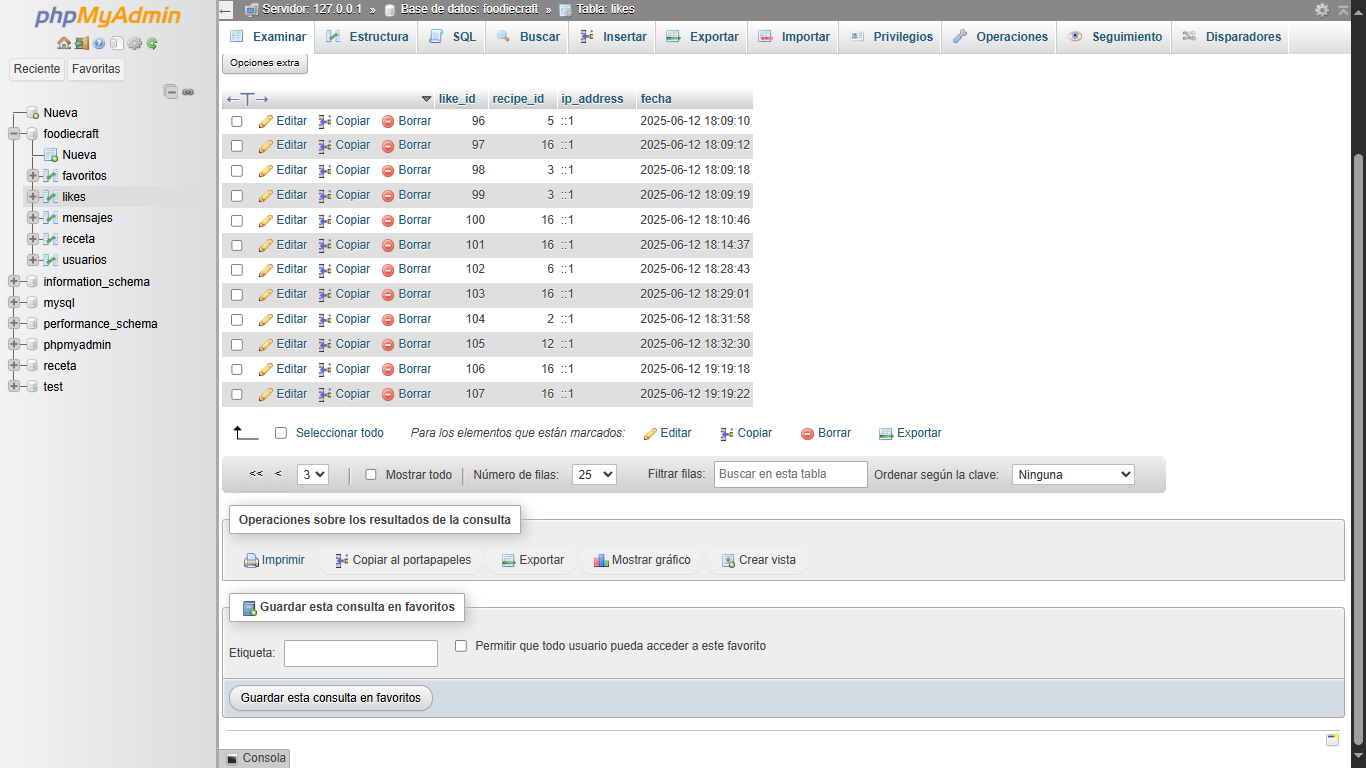 phpMyAdmin
Reciente Favoritas
Nueva
foodiecraft
Nueva
favoritos
likes
mensajes
receta
usuarios
information_schema
mysql
performance_schema
phpmyadmin
receta
test
Servidor: 127.0.0.1 » Base de datos: foodiecraft » Tabla: likes
Examinar Estructura SQL Buscar Insertar Exportar Importar Privilegios Operaciones Seguimiento Disparadores
Opciones extra
←T→ like_id recipe_id ip_address fecha
Editar Copiar Borrar 96 5 ::1 2025-06-12 18:09:10
Editar Copiar Borrar 97 16 ::1 2025-06-12 18:09:12
Editar Copiar Borrar 98 3 ::1 2025-06-12 18:09:18
Editar Copiar Borrar 99 3 ::1 2025-06-12 18:09:19
Editar Copiar Borrar 100 16 ::1 2025-06-12 18:10:46
Editar Copiar Borrar 101 16 ::1 2025-06-12 18:14:37
Editar Copiar Borrar 102 6 ::1 2025-06-12 18:28:43
Editar Copiar Borrar 103 16 ::1 2025-06-12 18:29:01
Editar Copiar Borrar 104 2 ::1 2025-06-12 18:31:58
Editar Copiar Borrar 105 12 ::1 2025-06-12 18:32:30
Editar Copiar Borrar 106 16 ::1 2025-06-12 19:19:18
Editar Copiar Borrar 107 16 ::1 2025-06-12 19:19:22
Seleccionar todo Para los elementos que están marcados: Editar Copiar Borrar Exportar
<< < 3 Mostrar todo Número de filas: 25 Filtrar filas: Buscar en esta tabla Ordenar según la clave: Ninguna
Operaciones sobre los resultados de la consulta
Imprimir Copiar al portapapeles Exportar Mostrar gráfico Crear vista
Guardar esta consulta en favoritos
Etiqueta: Permitir que todo usuario pueda acceder a este favorito
Guardar esta consulta en favoritos
Consola